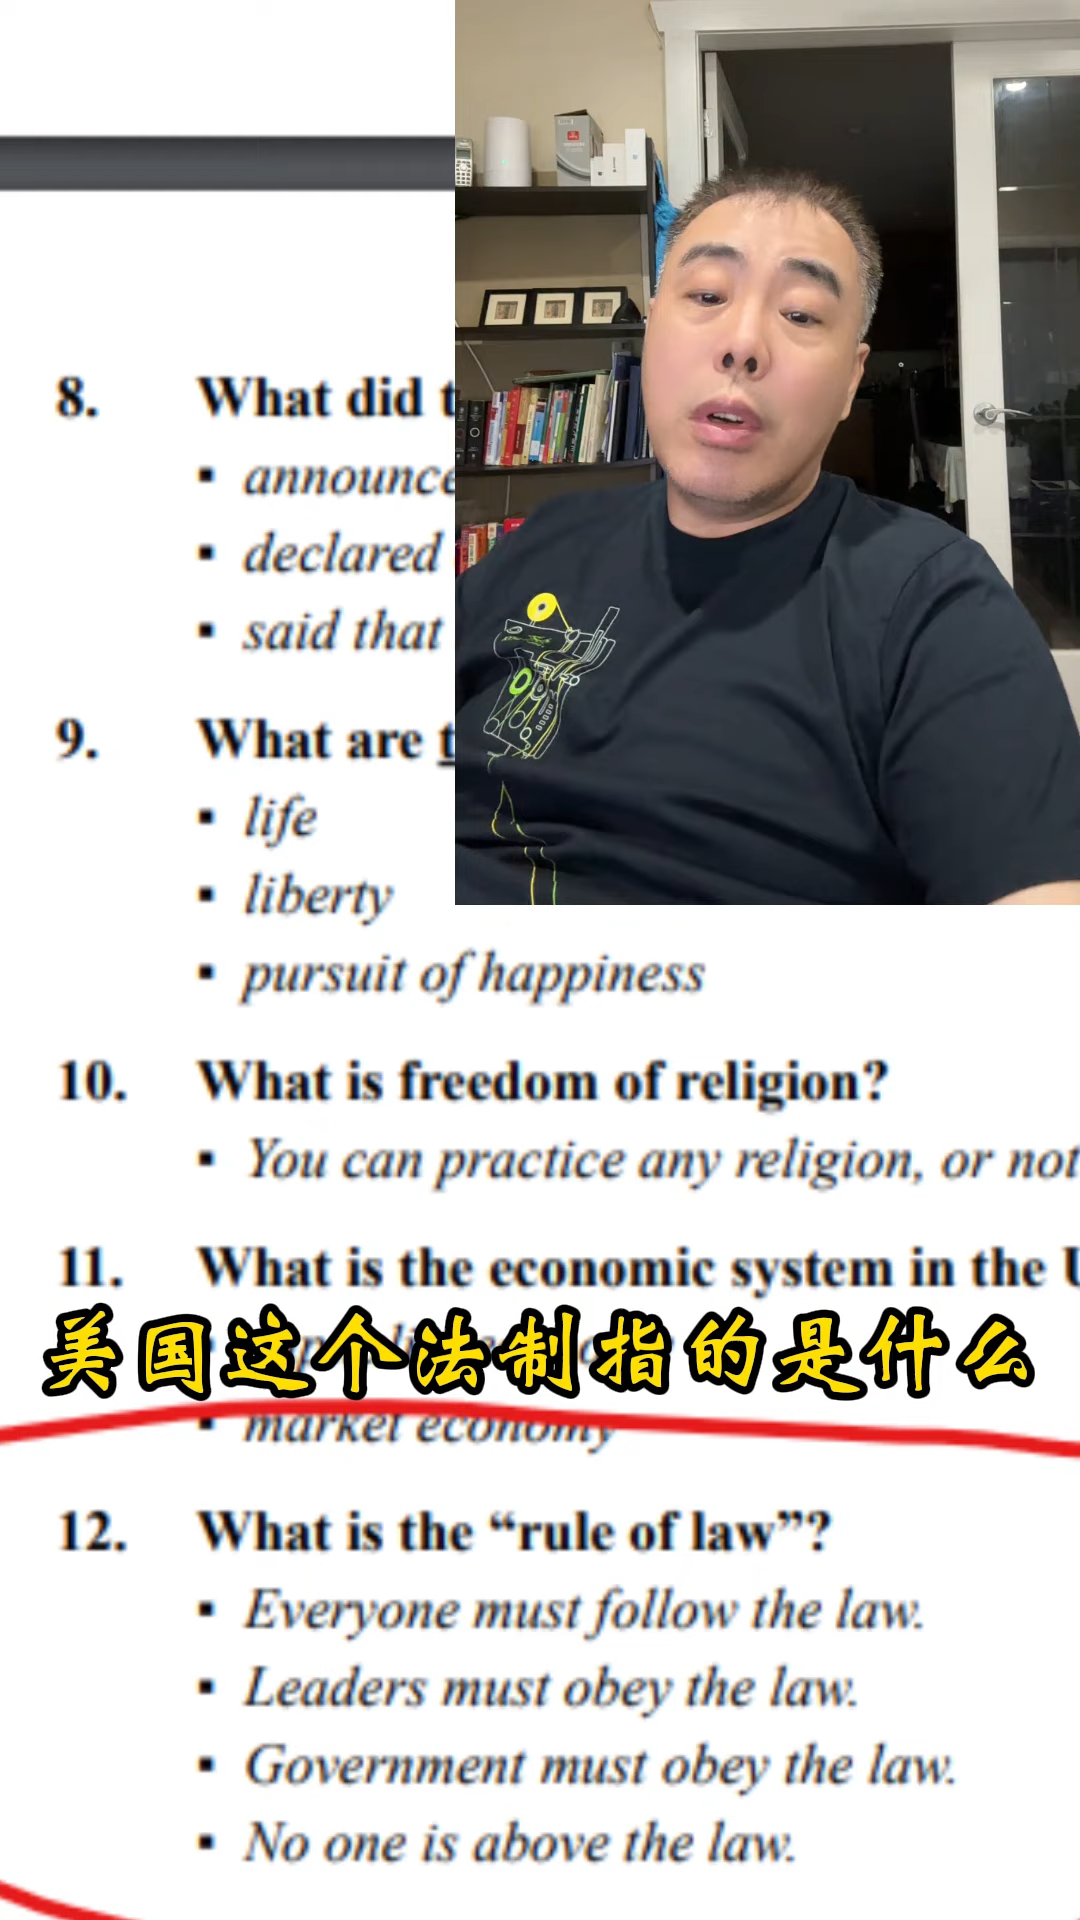 8. What did t
▪ announce
▪ declared
▪ said that
9. What are t
▪ life
▪ liberty
▪ pursuit of happiness
10. What is freedom of religion?
▪ You can practice any religion, or not
11. What is the economic system in the U
美国这个法制指的是什么
▪ market economy
12. What is the “rule of law”?
▪ Everyone must follow the law.
▪ Leaders must obey the law.
▪ Government must obey the law.
▪ No one is above the law.